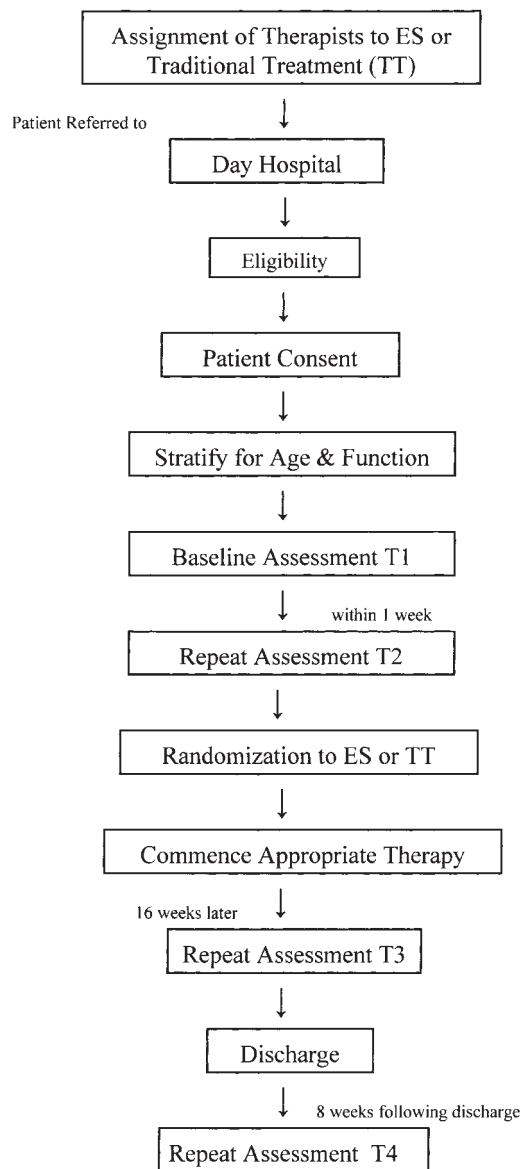 Assignment of Therapists to ES or
Traditional Treatment (TT)
Patient Referred to
Day Hospital
Eligibility
Patient Consent
Stratify for Age & Function
Baseline Assessment T1
within 1 week
Repeat Assessment T2
Randomization to ES or TT
Commence Appropriate Therapy
16 weeks later
Repeat Assessment T3
Discharge
8 weeks following discharge
Repeat Assessment T4